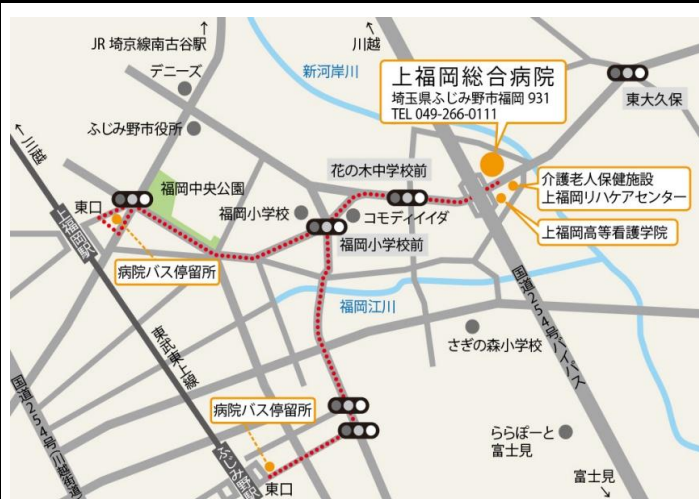 ↑
JR 埼京線南古谷駅
デニーズ
ふじみ野市役所
↑
川越
新河岸川
上福岡総合病院
埼玉県ふじみ野市福岡 931
TEL 049-266-0111
東大久保
←三越
東口
上福岡駅
福岡中央公園
福岡小学校
花の木中学校前
コモディイイダ
福岡小学校前
介護老人保健施設
上福岡リハケアセンター
上福岡高等看護学院
病院バス停留所
福岡江川
国道254号バイパス
さぎの森小学校
東武東上線
国道254号(川越街道)
病院バス停留所
ふじみ野駅
東口
ららぽーと
富士見
富士見
↘